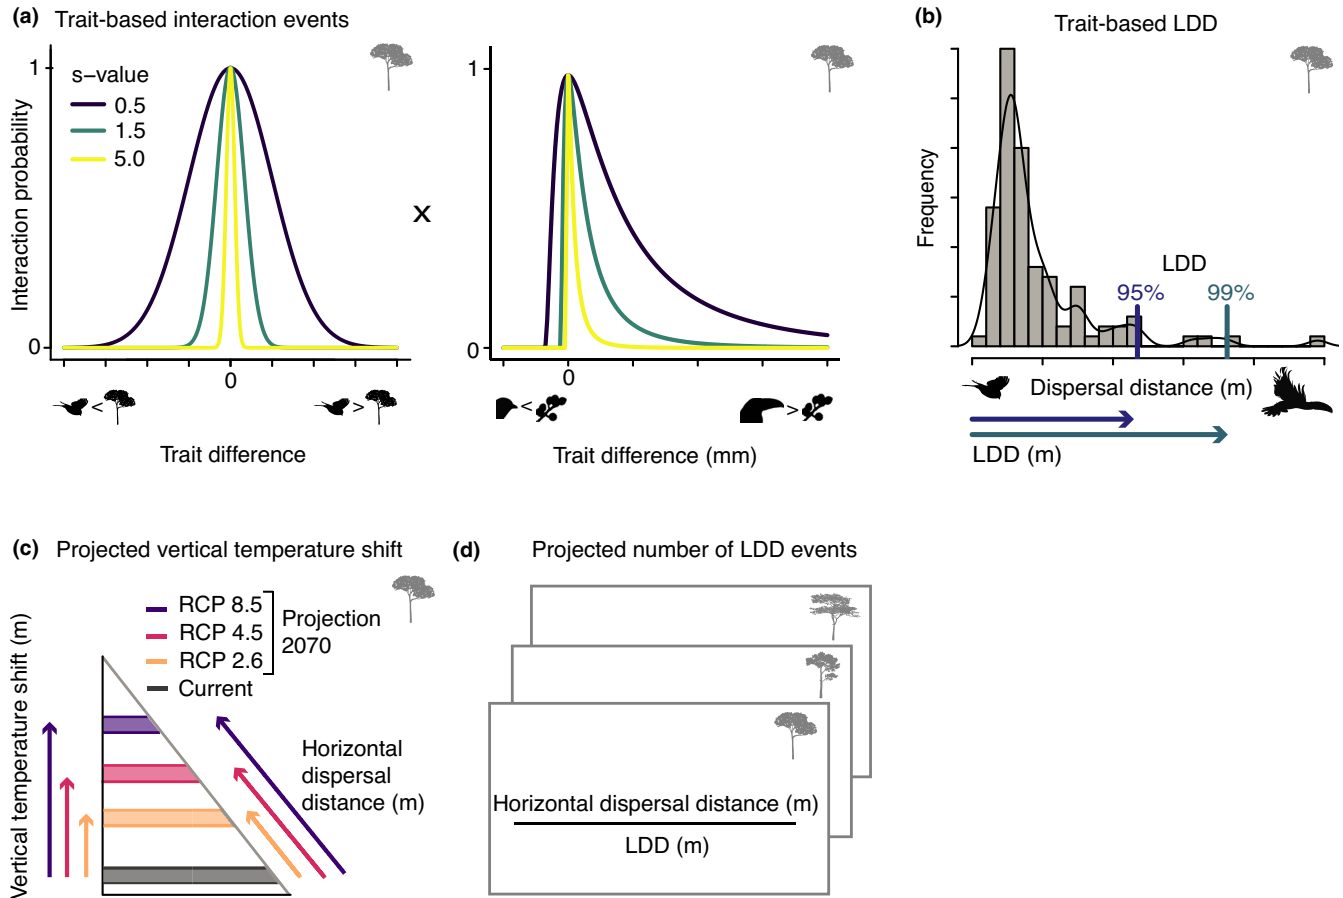 (a) Trait-based interaction events
Interaction probability
1
0
s-value
0.5
1.5
5.0
0
<
>
Trait difference
x
1
0
0
<
>
Trait difference (mm)
(b)
Trait-based LDD
Frequency
LDD
95%
99%
Dispersal distance (m)
LDD (m)
(c) Projected vertical temperature shift
Vertical temperature shift (m)
RCP 8.5
RCP 4.5
RCP 2.6
Current
Projection
2070
Horizontal
dispersal
distance (m)
(d)
Projected number of LDD events
Horizontal dispersal distance (m)
LDD (m)